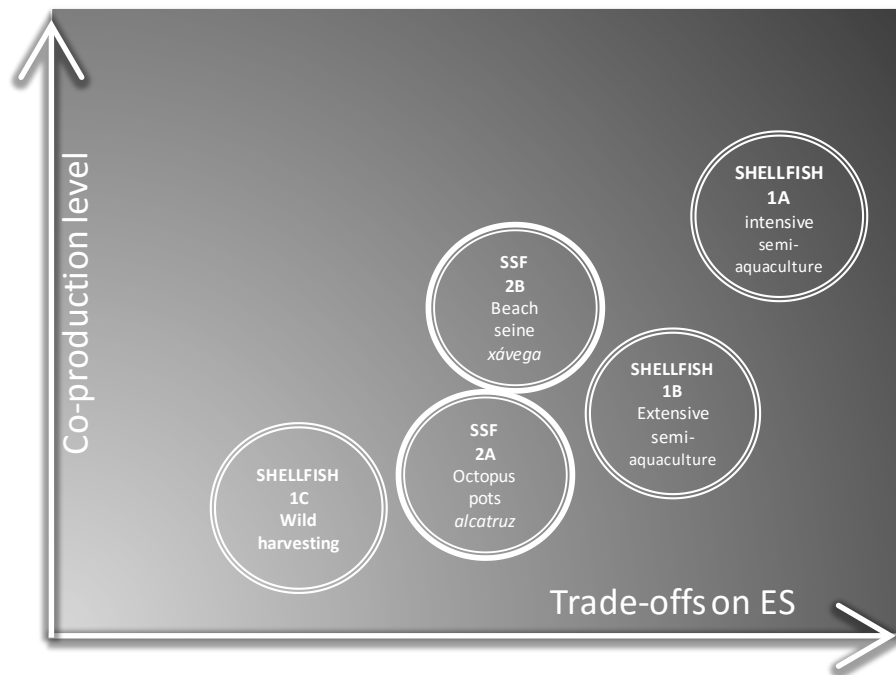 Co-production level
SHELLFISH
1A
intensive
semi-
aquaculture
SSF
2B
Beach
seine
xávega
SHELLFISH
1B
Extensive
semi-
aquaculture
SSF
2A
Octopus
pots
alcatruz
SHELLFISH
1C
Wild
harvesting
Trade-offs on ES